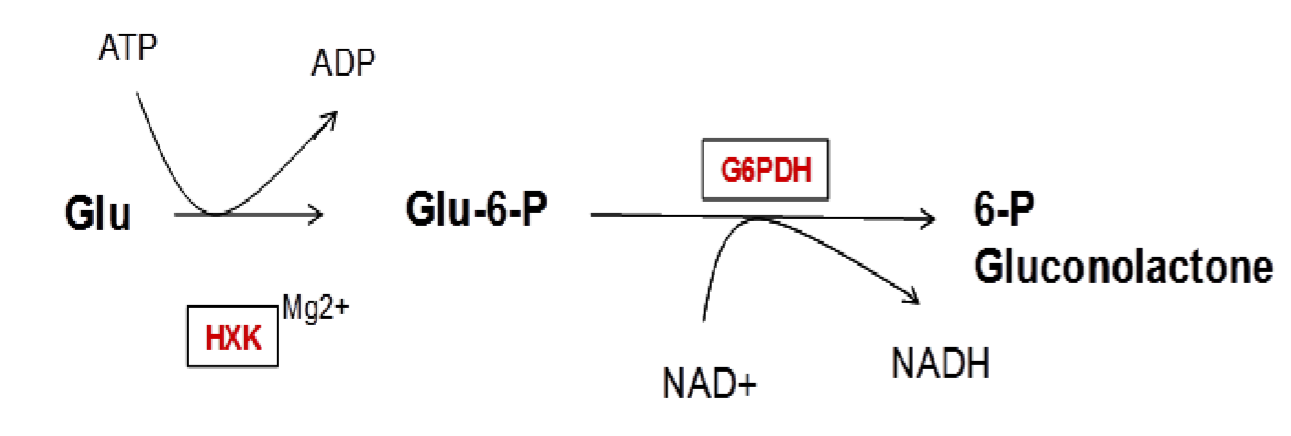 ATP
ADP
G6PDH
Glu
Glu-6-P
6-P
Gluconolactone
HXK
Mg2+
NAD+
NADH